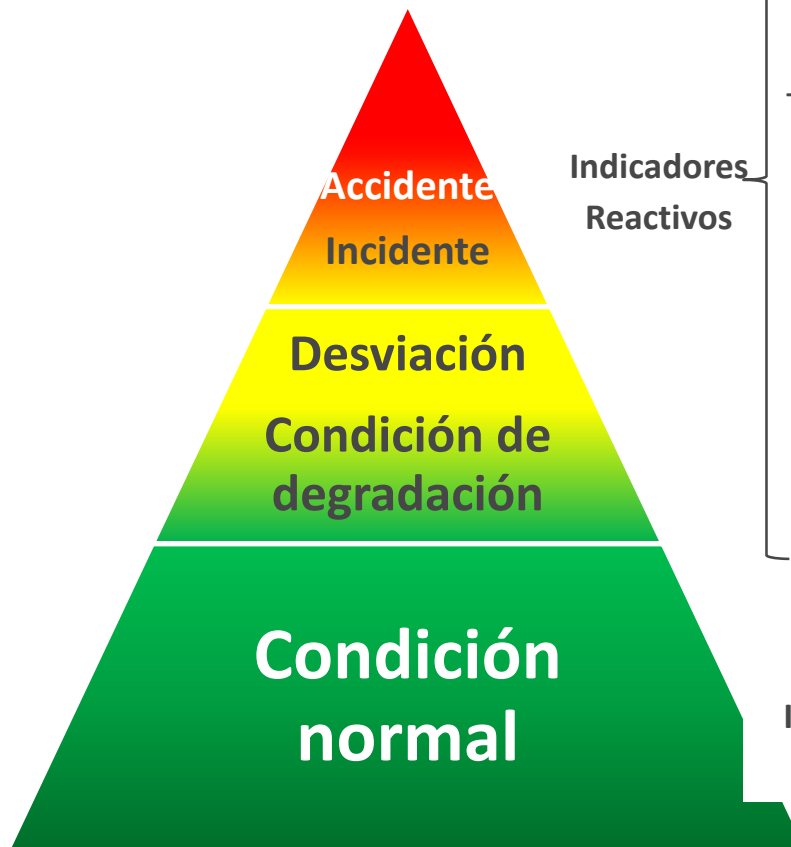 Accidente
Incidente
Indicadores
Reactivos
Desviación
Condición de
degradación
Condición
normal